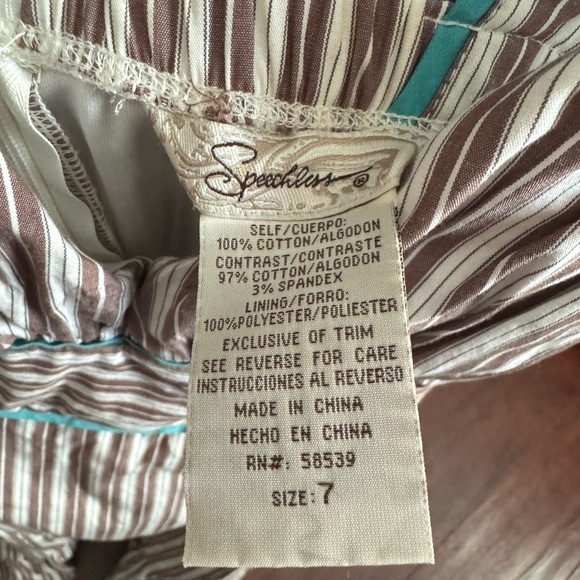 Speechless®
SELF/CUERPO:
100% COTTON/ALGODON
CONTRAST/CONTRASTE
97% COTTON/ALGODON
3% SPANDEX
LINING/FORRO:
100%POLYESTER/POLIESTER
EXCLUSIVE OF TRIM
SEE REVERSE FOR CARE
INSTRUCCIONES AL REVERSO
MADE IN CHINA
HECHO EN CHINA
RN#: 58539
SIZE: 7